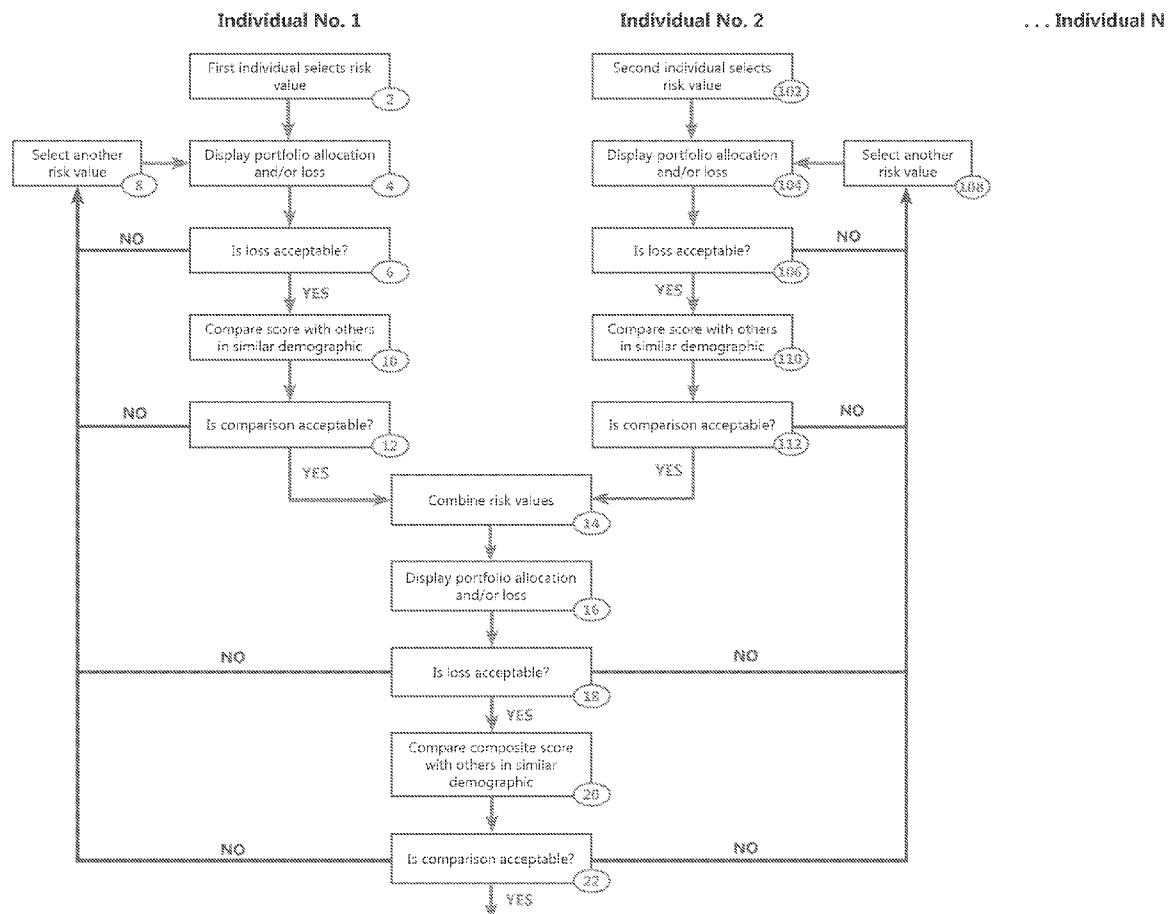 Individual No. 1
Individual No. 2
. . . Individual N
First individual selects risk
value
2
Second individual selects
risk value
102
Select another
risk value
8
Display portfolio allocation
and/or loss
4
Display portfolio allocation
and/or loss
104
Select another
risk value
108
NO
Is loss acceptable?
6
Is loss acceptable?
106
NO
YES
YES
Compare score with others
in similar demographic
10
Compare score with others
in similar demographic
110
NO
Is comparison acceptable?
12
Is comparison acceptable?
112
NO
YES
YES
Combine risk values
14
Display portfolio allocation
and/or loss
16
NO
Is loss acceptable?
18
NO
YES
Compare composite score
with others in similar
demographic
20
NO
Is comparison acceptable?
22
NO
YES